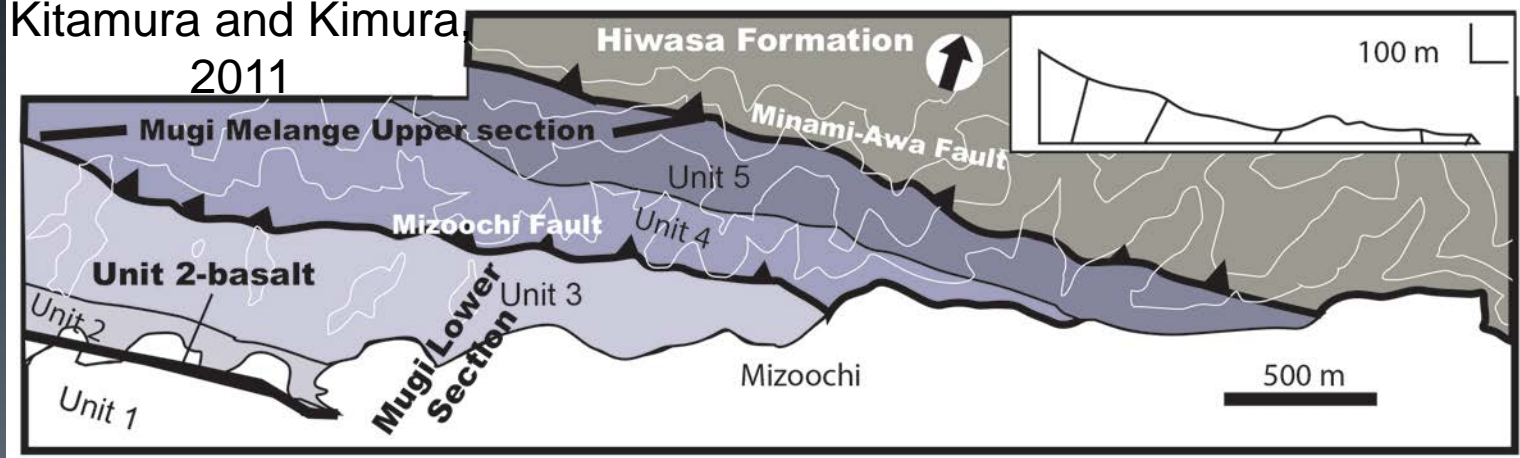 Kitamura and Kimura,
2011
Hiwasa Formation
100 m
Mugi Melange Upper section
Minami-Awa Fault
Unit 5
Mizoochi Fault
Unit 4
Unit 2-basalt
Unit 3
Unit 2
Mugi Lower
Section
Mizoochi
500 m
Unit 1